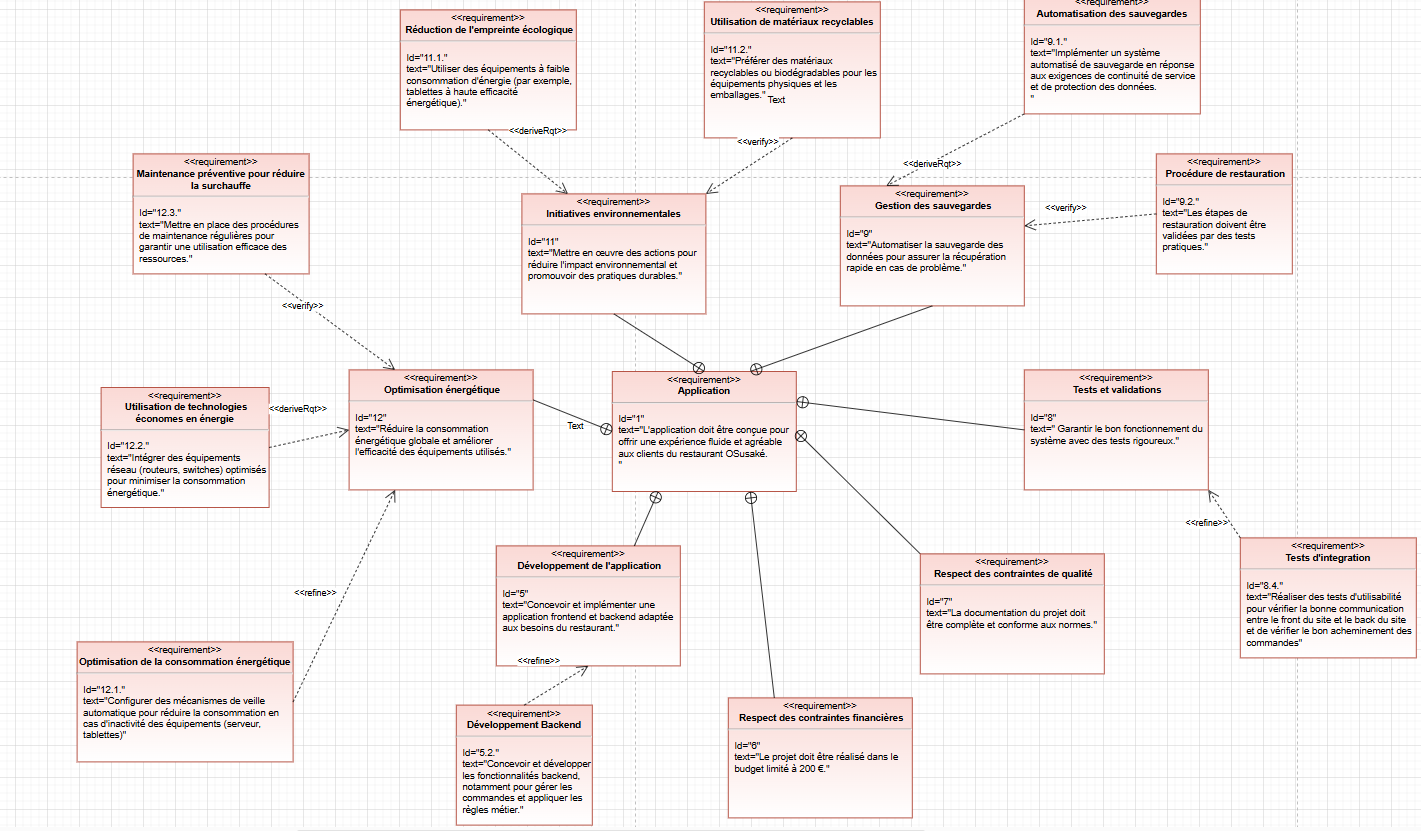 <<requirement>>
Réduction de l'empreinte écologique
Id="11.1."
text="Utiliser des équipements à faible
consommation d'énergie (par exemple,
tablettes à haute efficacité
énergétique)."
<<requirement>>
Utilisation de matériaux recyclables
Id="11.2."
text="Préférer des matériaux
recyclables ou biodégradables pour les
équipements physiques et les
emballages."
Text
<<requirement>>
Automatisation des sauvegardes
Id="9.1."
text="Implémenter un système
automatisé de sauvegarde en réponse
aux exigences de continuité de service
et de protection des données.
"
<<deriveRqt>>
<<verify>>
<<deriveRqt>>
<<requirement>>
Maintenance préventive pour réduire
la surchauffe
Id="12.3."
text="Mettre en place des procédures
de maintenance régulières pour
garantir une utilisation efficace des
ressources."
<<requirement>>
Initiatives environnementales
Id="11"
text="Mettre en œuvre des actions pour
réduire l'impact environnemental et
promouvoir des pratiques durables."
<<requirement>>
Gestion des sauvegardes
Id="9"
text="Automatiser la sauvegarde des
données pour assurer la récupération
rapide en cas de problème."
<<verify>>
<<requirement>>
Procédure de restauration
Id="9.2."
text="Les étapes de
restauration doivent être
validées par des tests
pratiques."
<<verify>>
<<requirement>>
Utilisation de technologies
économes en énergie
Id="12.2."
text="Intégrer des équipements
réseau (routeurs, switches) optimisés
pour minimiser la consommation
énergétique."
<<deriveRqt>>
<<requirement>>
Optimisation énergétique
Id="12"
text="Réduire la consommation
énergétique globale et améliorer
l'efficacité des équipements utilisés."
Text
<<requirement>>
Application
Id="1"
text="L'application doit être conçue pour
offrir une expérience fluide et agréable
aux clients du restaurant OSusaké.
"
<<requirement>>
Tests et validations
Id="8"
text=" Garantir le bon fonctionnement du
système avec des tests rigoureux."
<<refine>>
<<requirement>>
Tests d'integration
Id="8.4."
text="Réaliser des tests d'utilisabilité
pour vérifier la bonne communication
entre le front du site et le back du site
et de vérifier le bon acheminement des
commandes"
<<requirement>>
Développement de l'application
Id="5"
text="Concevoir et implémenter une
application frontend et backend adaptée
aux besoins du restaurant."
<<refine>>
<<requirement>>
Respect des contraintes de qualité
Id="7"
text="La documentation du projet doit
être complète et conforme aux normes."
<<refine>>
<<requirement>>
Optimisation de la consommation énergétique
Id="12.1."
text="Configurer des mécanismes de veille
automatique pour réduire la consommation en
cas d'inactivité des équipements (serveur,
tablettes)"
<<requirement>>
Développement Backend
Id="5.2."
text="Concevoir et développer
les fonctionnalités backend,
notamment pour gérer les
commandes et appliquer les
règles métier."
<<requirement>>
Respect des contraintes financières
Id="6"
text="Le projet doit être réalisé dans le
budget limité à 200 €."